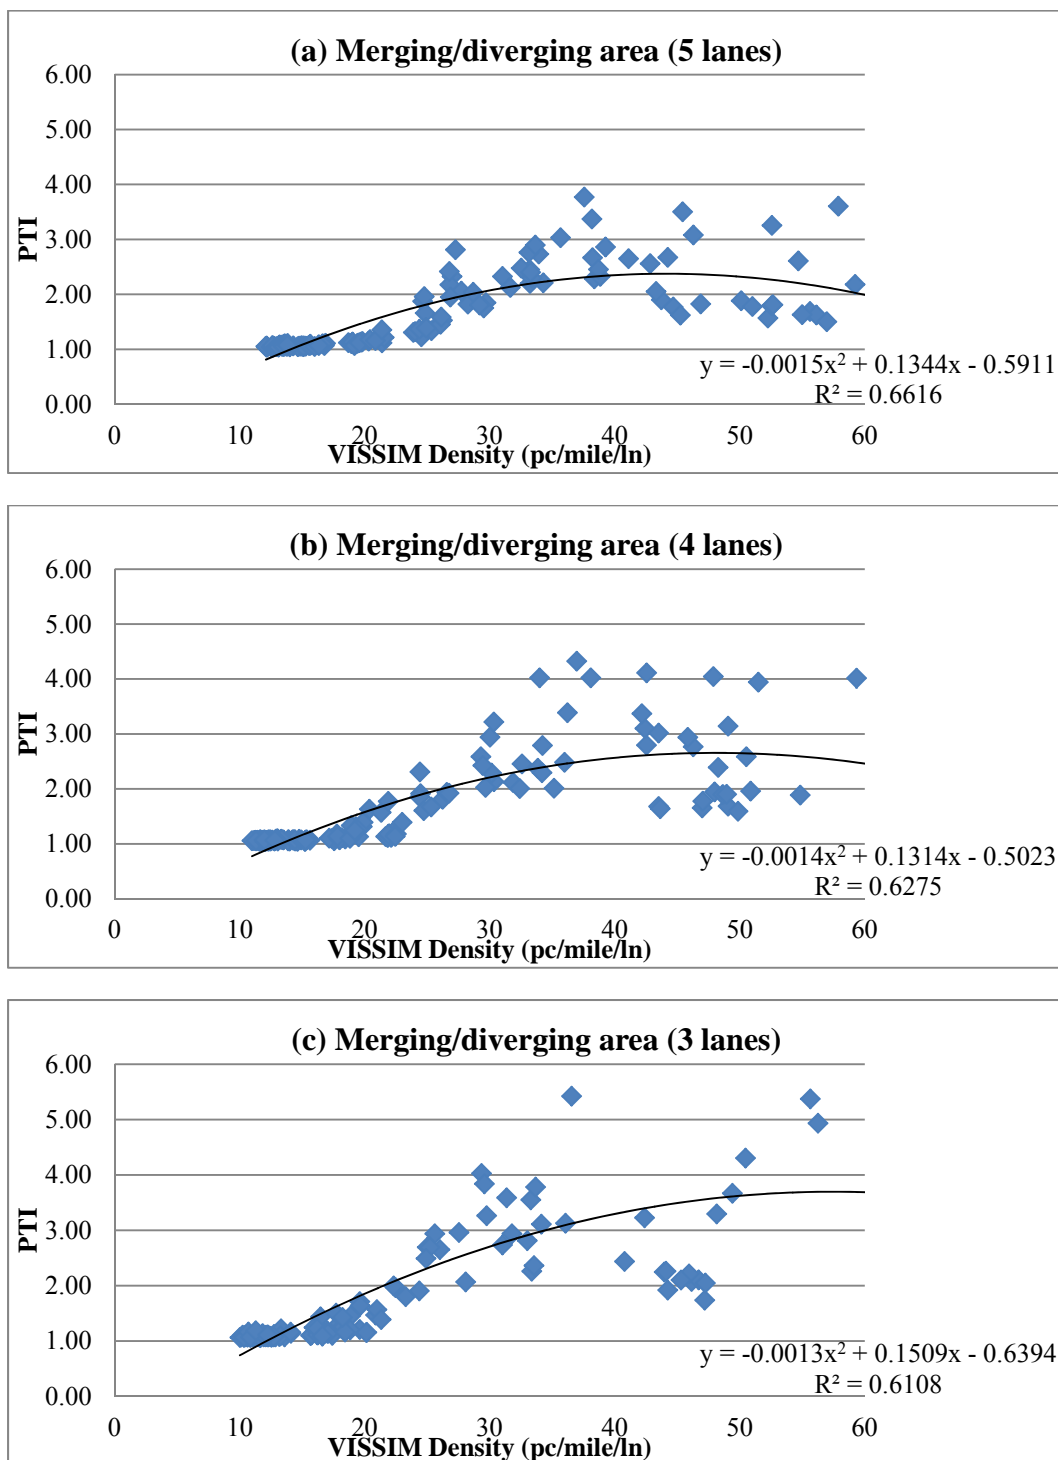 (a) Merging/diverging area (5 lanes)
6.00
5.00
4.00
3.00
2.00
1.00
0.00
PTI
y = -0.0015x² + 0.1344x - 0.5911
R² = 0.6616
0 10 20 30 40 50 60
VISSIM Density (pc/mile/ln)
(b) Merging/diverging area (4 lanes)
6.00
5.00
4.00
3.00
2.00
1.00
0.00
PTI
y = -0.0014x² + 0.1314x - 0.5023
R² = 0.6275
0 10 20 30 40 50 60
VISSIM Density (pc/mile/ln)
(c) Merging/diverging area (3 lanes)
6.00
5.00
4.00
3.00
2.00
1.00
0.00
PTI
y = -0.0013x² + 0.1509x - 0.6394
R² = 0.6108
0 10 20 30 40 50 60
VISSIM Density (pc/mile/ln)